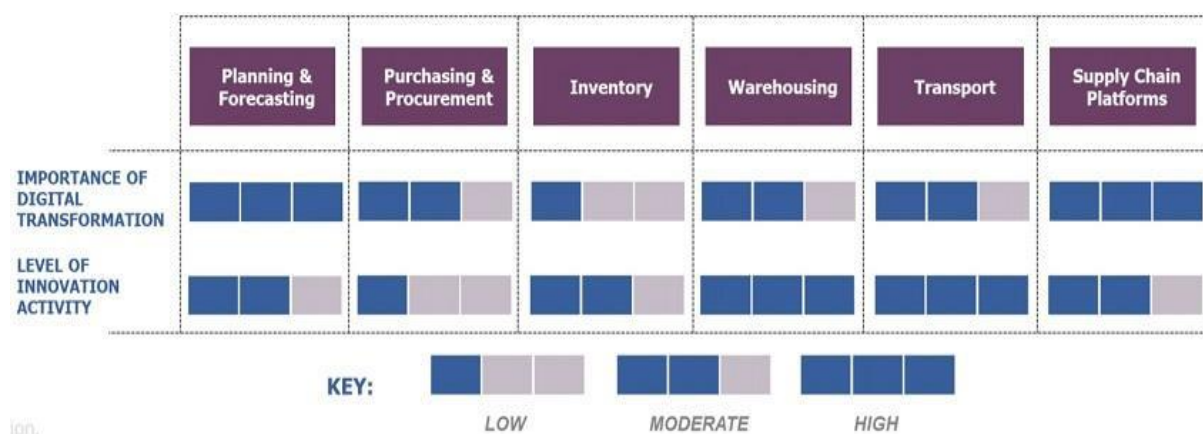 Planning &
Forecasting
Purchasing &
Procurement
Inventory
Warehousing
Transport
Supply Chain
Platforms
IMPORTANCE OF
DIGITAL
TRANSFORMATION
LEVEL OF
INNOVATION
ACTIVITY
KEY:
LOW
MODERATE
HIGH
ion.